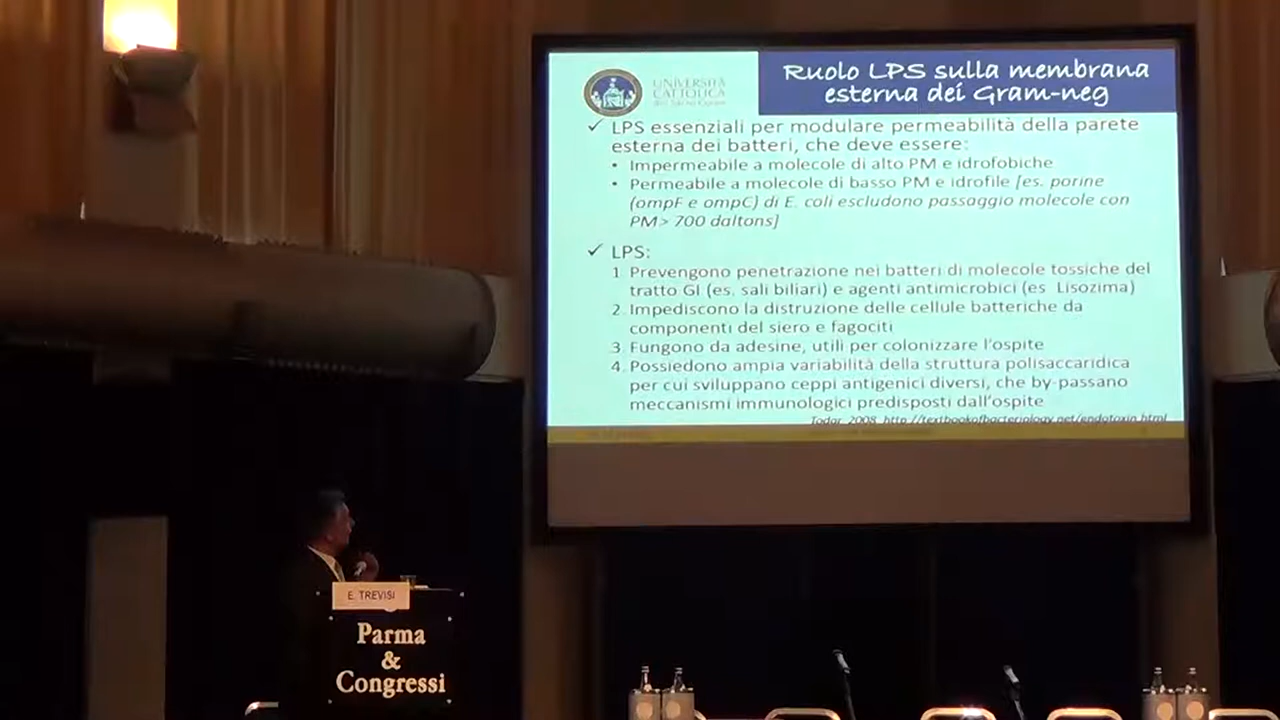 UNIVERSITÀ
CATTOLICA
del Sacro Cuore
Ruolo LPS sulla membrana
esterna dei Gram-neg
✓ LPS essenziali per modulare permeabilità della parete
esterna dei batteri, che deve essere:
• Impermeabile a molecole di alto PM e idrofobiche
• Permeabile a molecole di basso PM e idrofile [es. porine
(ompF e ompC) di E. coli escludono passaggio molecole con
PM> 700 daltons]
✓ LPS:
1. Prevengono penetrazione nei batteri di molecole tossiche del
tratto GI (es. sali biliari) e agenti antimicrobici (es Lisozima)
2. Impediscono la distruzione delle cellule batteriche da
componenti del siero e fagociti
3. Fungono da adesine, utili per colonizzare l'ospite
4. Possiedono ampia variabilità della struttura polisaccaridica
per cui sviluppano ceppi antigenici diversi, che by-passano
meccanismi immunologici predisposti dall'ospite
Todar, 2008. http://textbookofbacteriology.net/endotoxin.html
E. TREVISI
Parma
&
Congressi